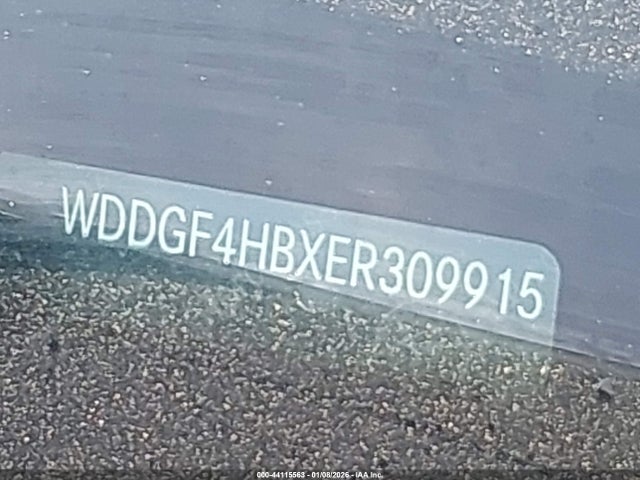 WDDGF4HBXER309915
000-44115563 - 01/08/2026 - IAA Inc.